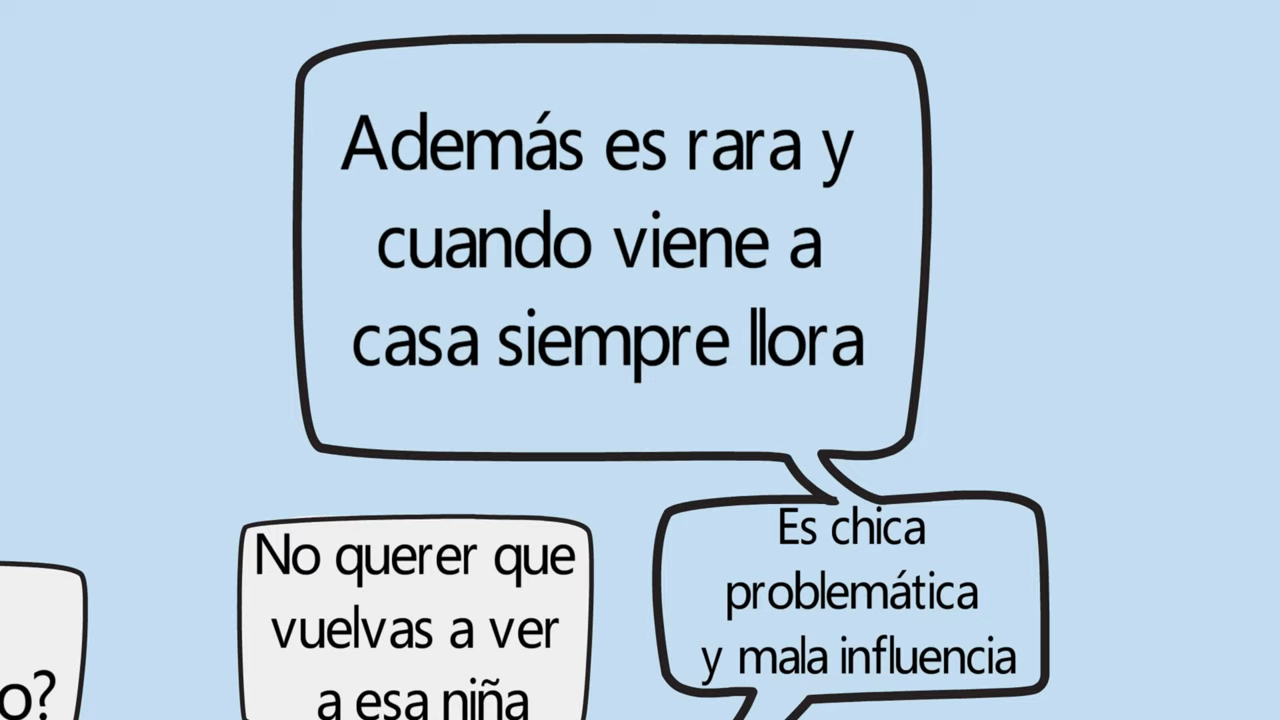 Además es rara y
cuando viene a
casa siempre llora
No querer que
vuelvas a ver
a esa niña
Es chica
problemática
y mala influencia
o?